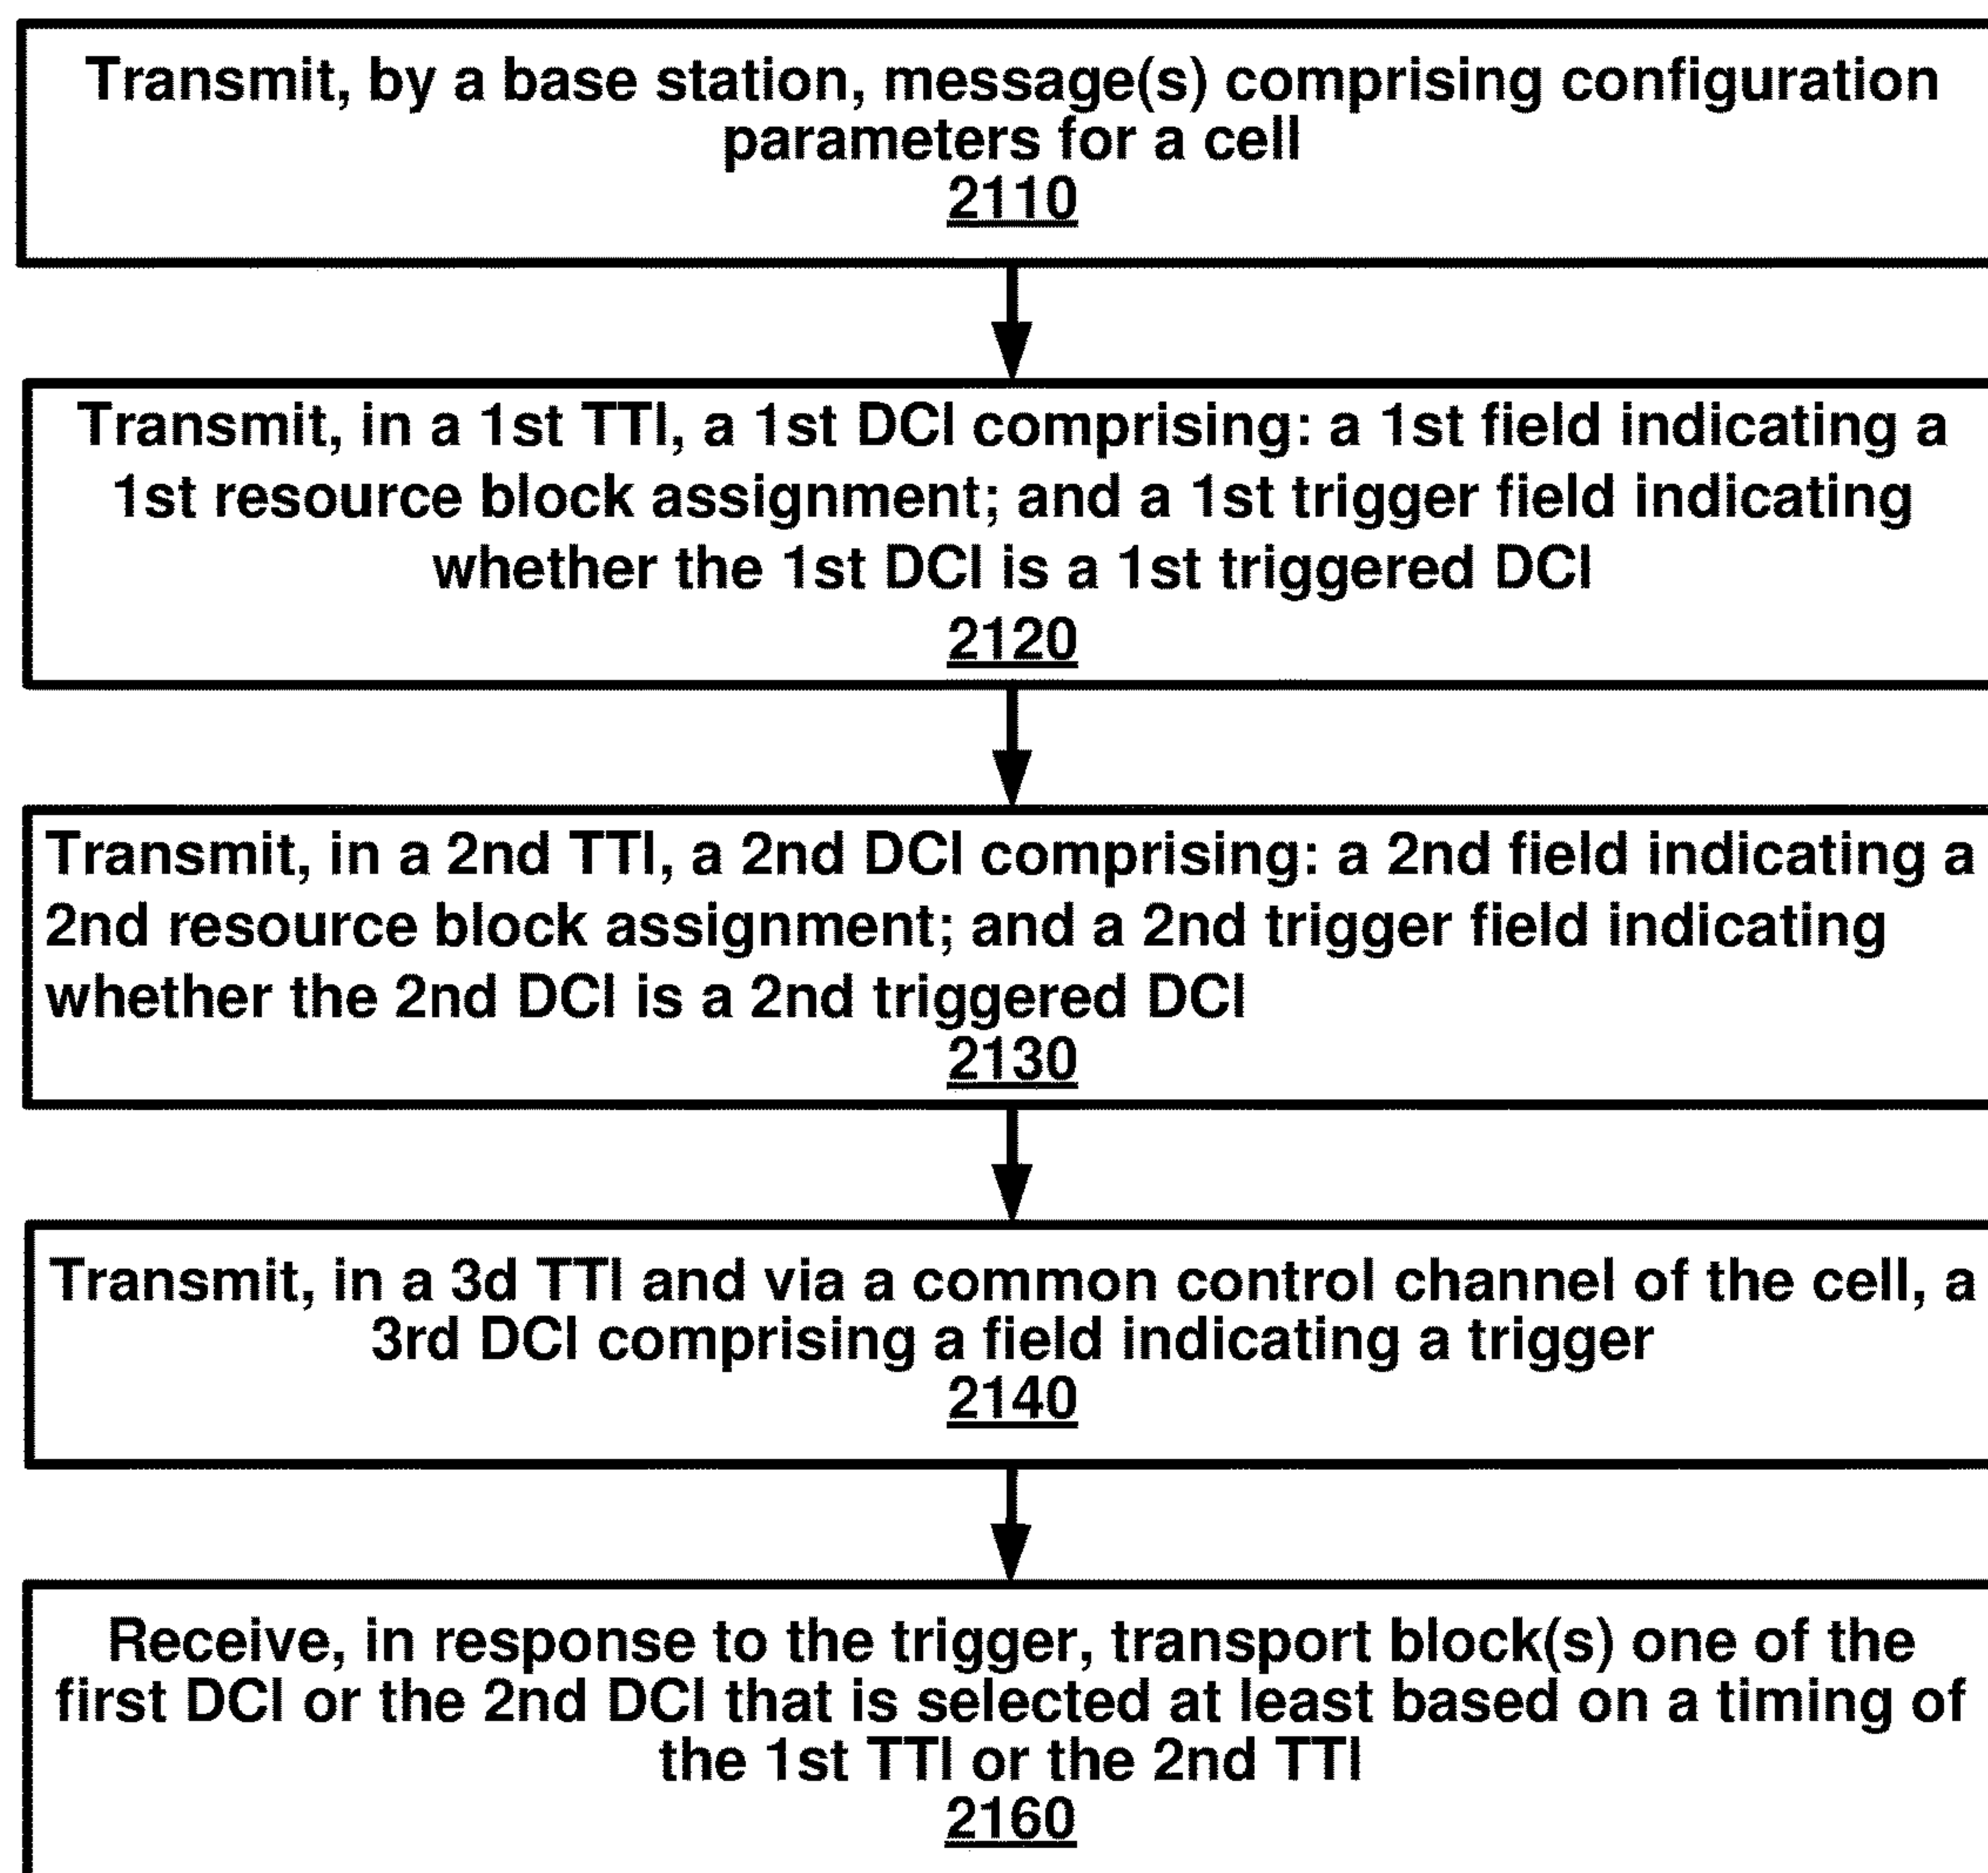 Transmit, by a base station, message(s) comprising configuration
parameters for a cell
2110
Transmit, in a 1st TTI, a 1st DCI comprising: a 1st field indicating a
1st resource block assignment; and a 1st trigger field indicating
whether the 1st DCI is a 1st triggered DCI
2120
Transmit, in a 2nd TTI, a 2nd DCI comprising: a 2nd field indicating a
2nd resource block assignment; and a 2nd trigger field indicating
whether the 2nd DCI is a 2nd triggered DCI
2130
Transmit, in a 3d TTI and via a common control channel of the cell, a
3rd DCI comprising a field indicating a trigger
2140
Receive, in response to the trigger, transport block(s) one of the
first DCI or the 2nd DCI that is selected at least based on a timing of
the 1st TTI or the 2nd TTI
2160